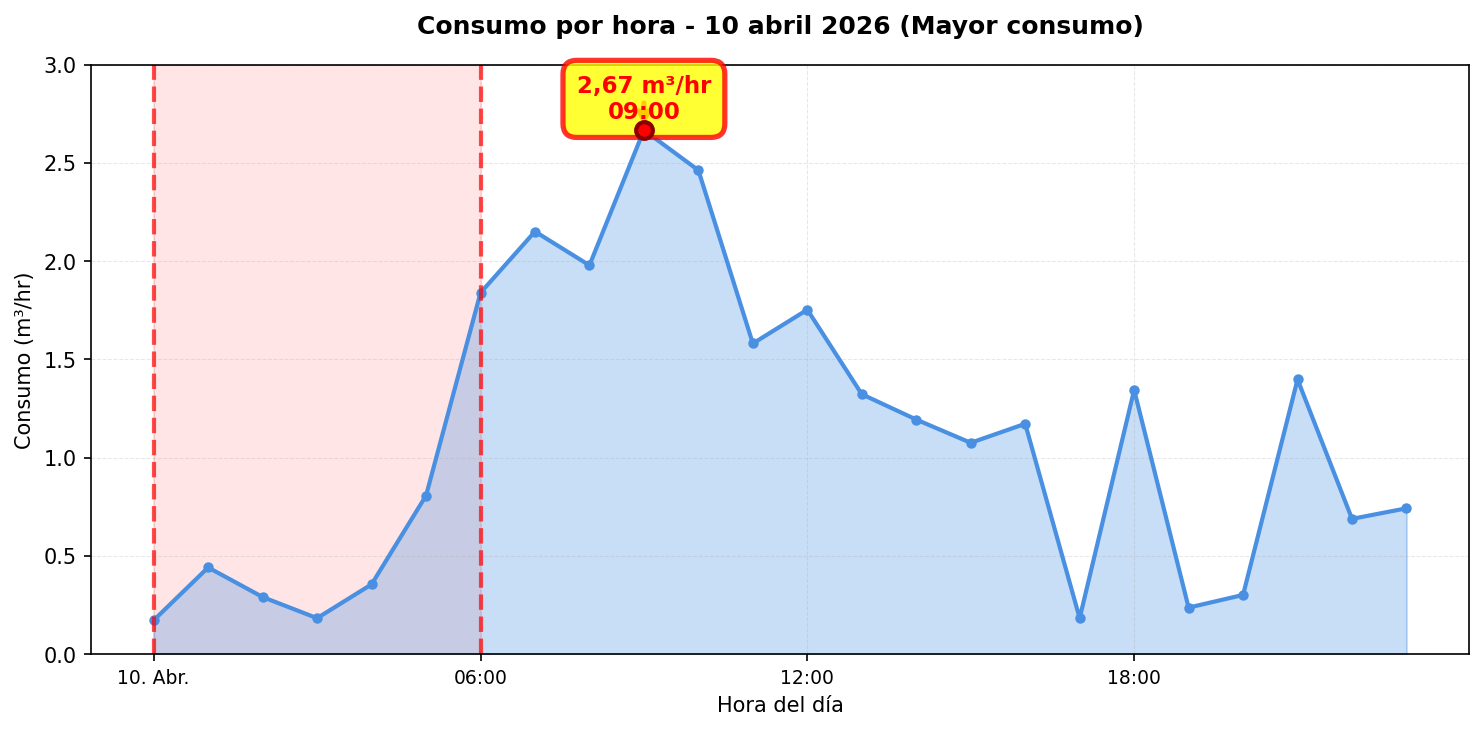 Consumo por hora - 10 abril 2026 (Mayor consumo)
2,67 m³/hr
09:00
Consumo (m³/hr)
3.0
2.5
2.0
1.5
1.0
0.5
0.0
10. Abr.
06:00
12:00
18:00
Hora del día